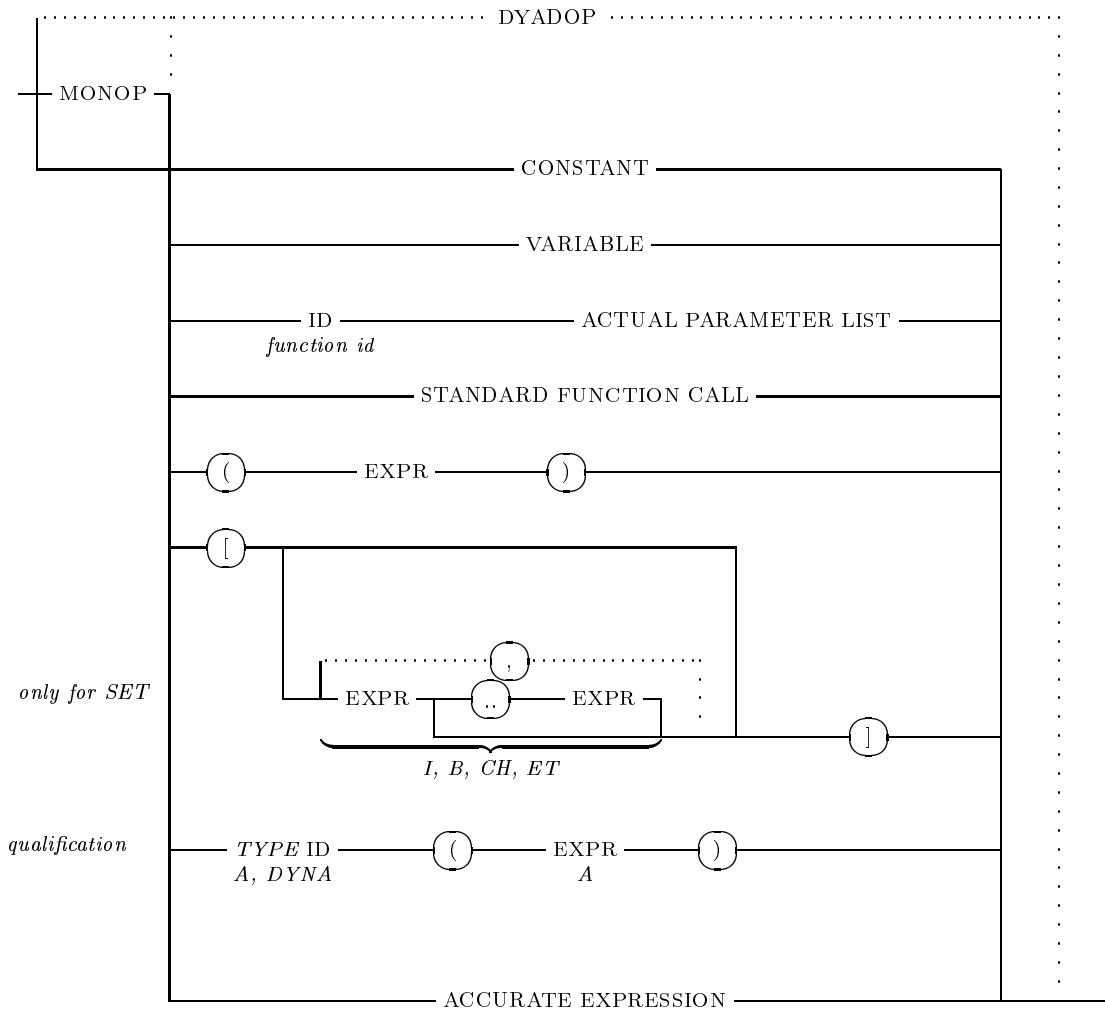 DYADOP
MONOP
CONSTANT
VARIABLE
ID ACTUAL PARAMETER LIST
function id
STANDARD FUNCTION CALL
( EXPR )
[
,
only for SET EXPR .. EXPR
]
I, B, CH, ET
qualification TYPE ID ( EXPR )
A, DYNA A
ACCURATE EXPRESSION